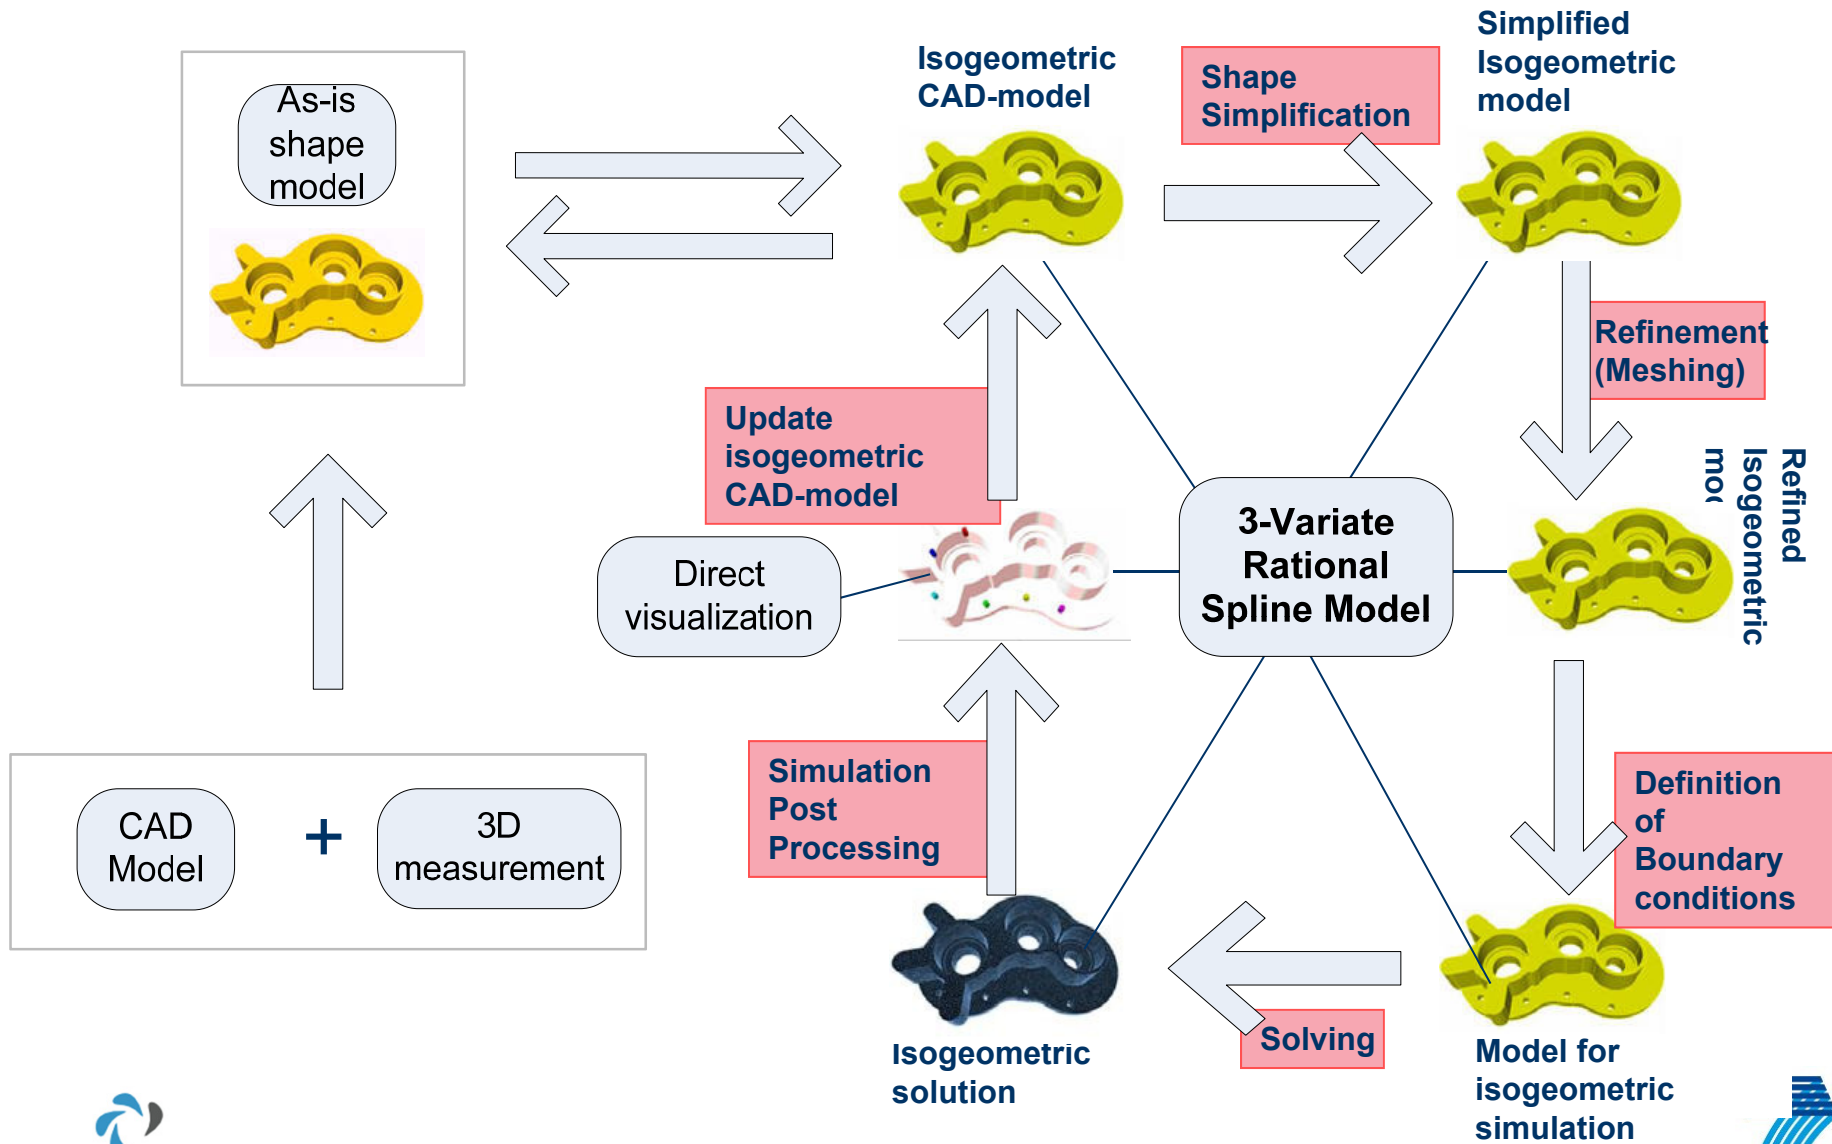 As-is
shape
model
Isogeometric
CAD-model
Shape
Simplification
Simplified
Isogeometric
model
Refinement
(Meshing)
Refined
Isogeometric
Update
isogeometric
CAD-model
Direct
visualization
3-Variate
Rational
Spline Model
CAD
Model
+
3D
measurement
Simulation
Post
Processing
Definition
of
Boundary
conditions
Solving
Isogeometric
solution
Model for
isogeometric
simulation